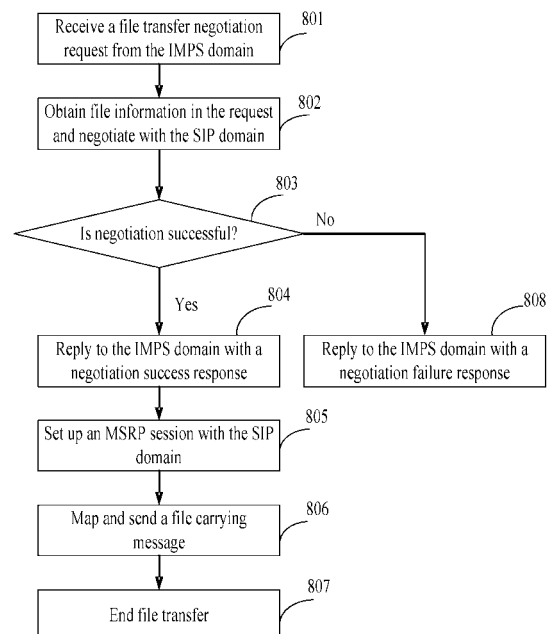 801
Receive a file transfer negotiation
request from the IMPS domain
802
Obtain file information in the request
and negotiate with the SIP domain
803
Is negotiation successful?
No
Yes
804
808
Reply to the IMPS domain with a
negotiation success response
Reply to the IMPS domain with a
negotiation failure response
805
Set up an MSRP session with the SIP
domain
806
Map and send a file carrying
message
807
End file transfer